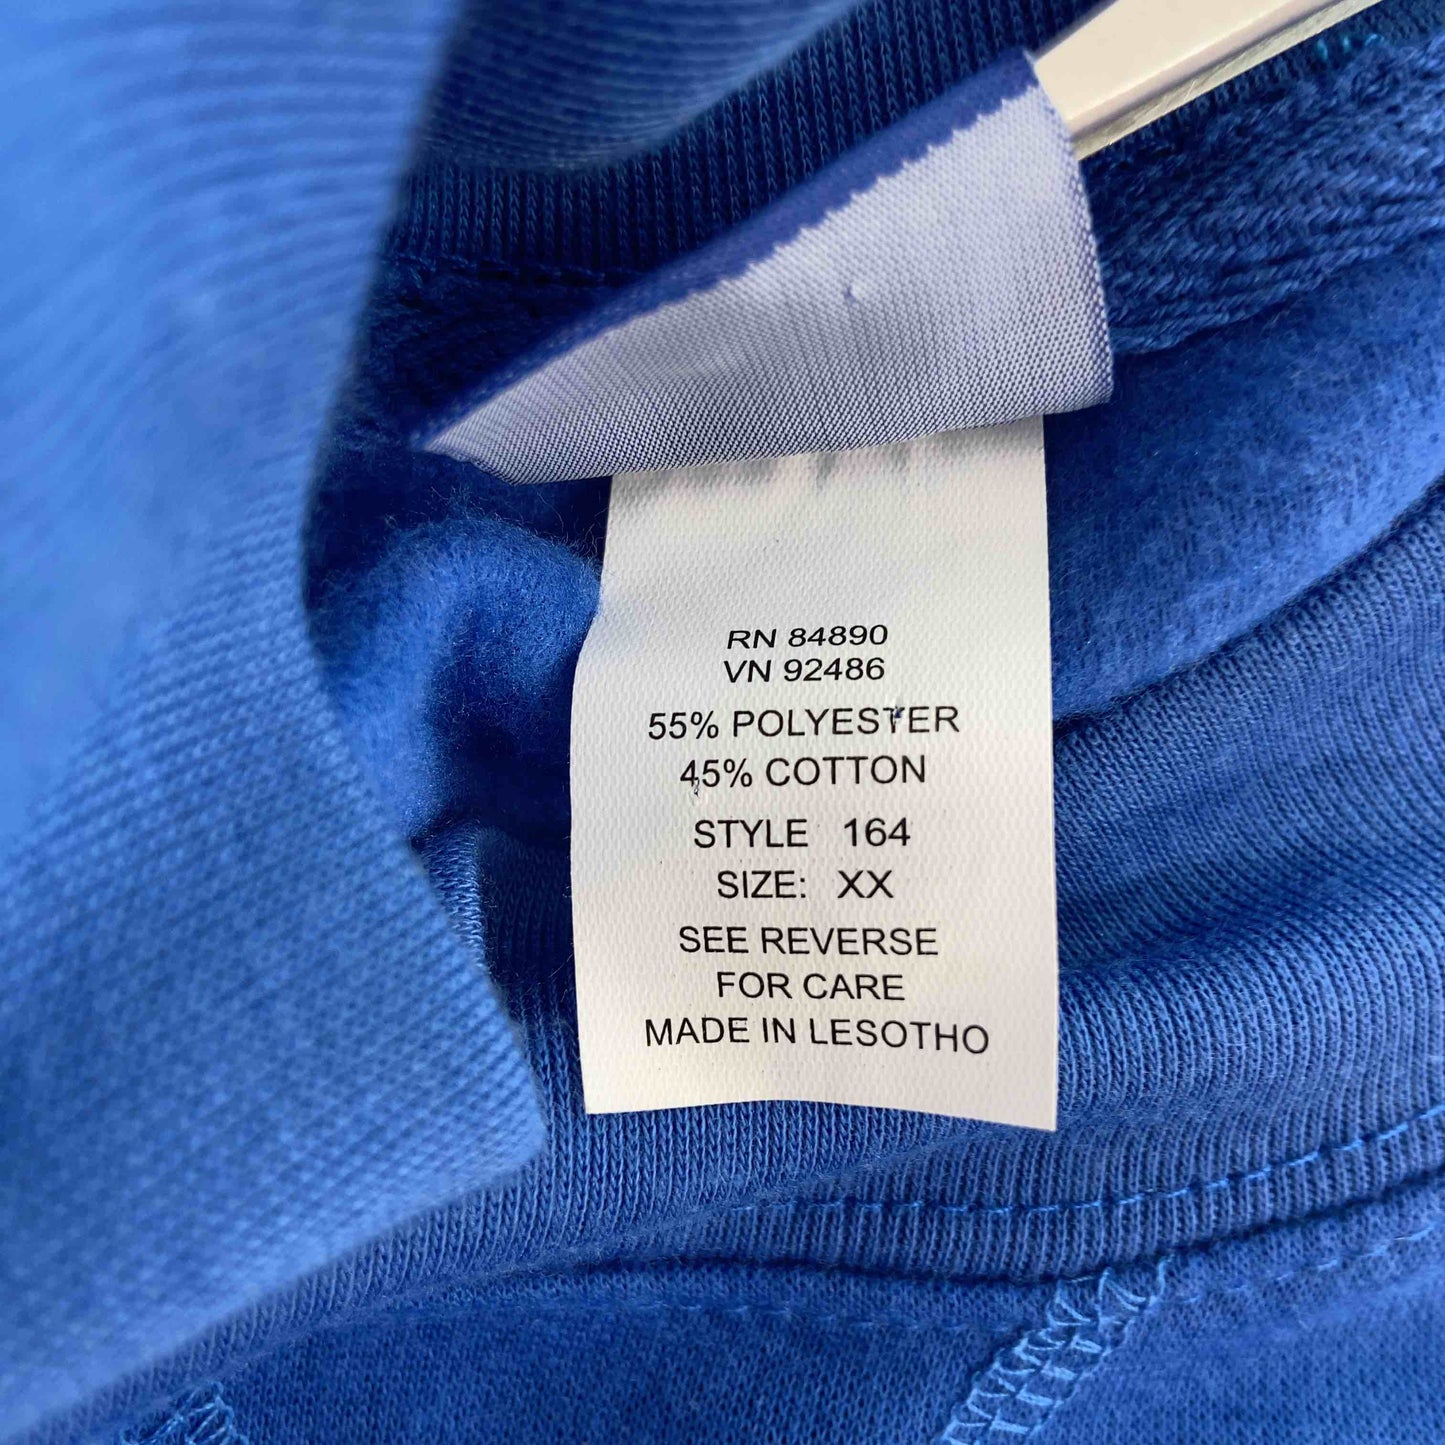 RN 84890
VN 92486
55% POLYESTER
45% COTTON
STYLE 164
SIZE: XX
SEE REVERSE
FOR CARE
MADE IN LESOTHO